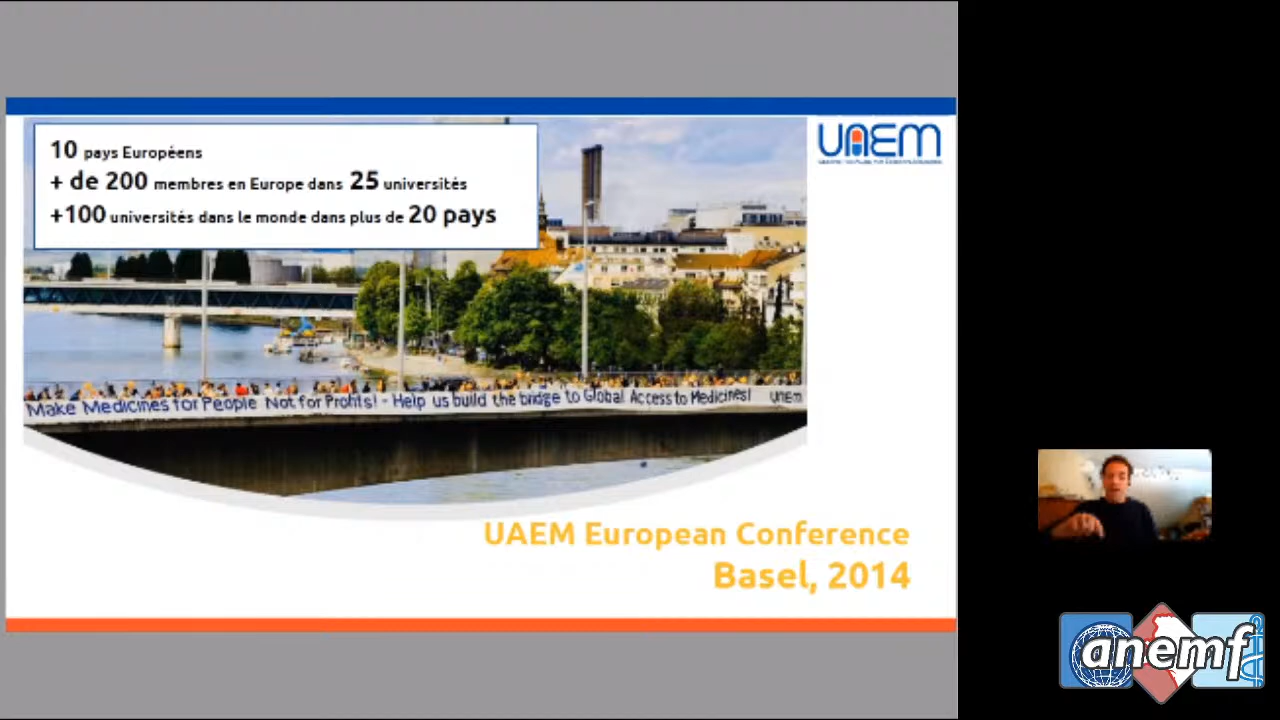 10 pays Européens
+ de 200 membres en Europe dans 25 universités
+100 universités dans le monde dans plus de 20 pays
UAEM
Make Medicines for People Not for Profits! - Help us build the bridge to Global Access to Medicines! UAEM
UAEM European Conference
Basel, 2014
anemf